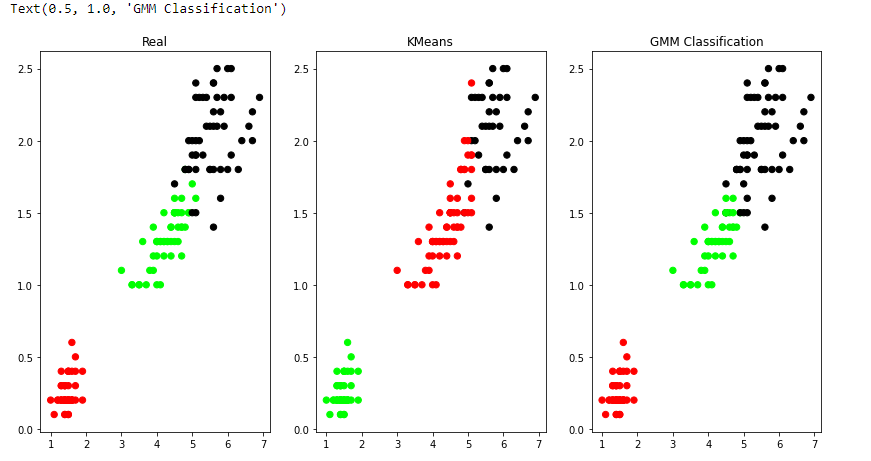 Text(0.5, 1.0, 'GMM Classification')
Real KMeans GMM Classification
2.5 2.5 2.5
2.0 2.0 2.0
1.5 1.5 1.5
1.0 1.0 1.0
0.5 0.5 0.5
0.0 0.0 0.0
1 2 3 4 5 6 7 1 2 3 4 5 6 7 1 2 3 4 5 6 7